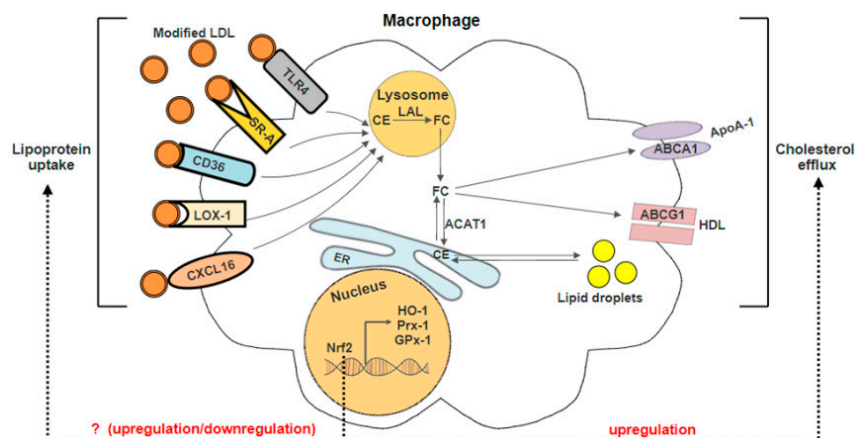 Macrophage
Modified LDL
TLR4
SR-A
CD36
LOX-1
CXCL16
Lipoprotein
uptake
Lysosome
LAL
CE
FC
FC
ACAT1
CE
ER
ApoA-1
ABCA1
ABCG1
HDL
Cholesterol
efflux
Lipid droplets
Nucleus
HO-1
Prx-1
GPx-1
Nrf2
? (upregulation/downregulation)
upregulation